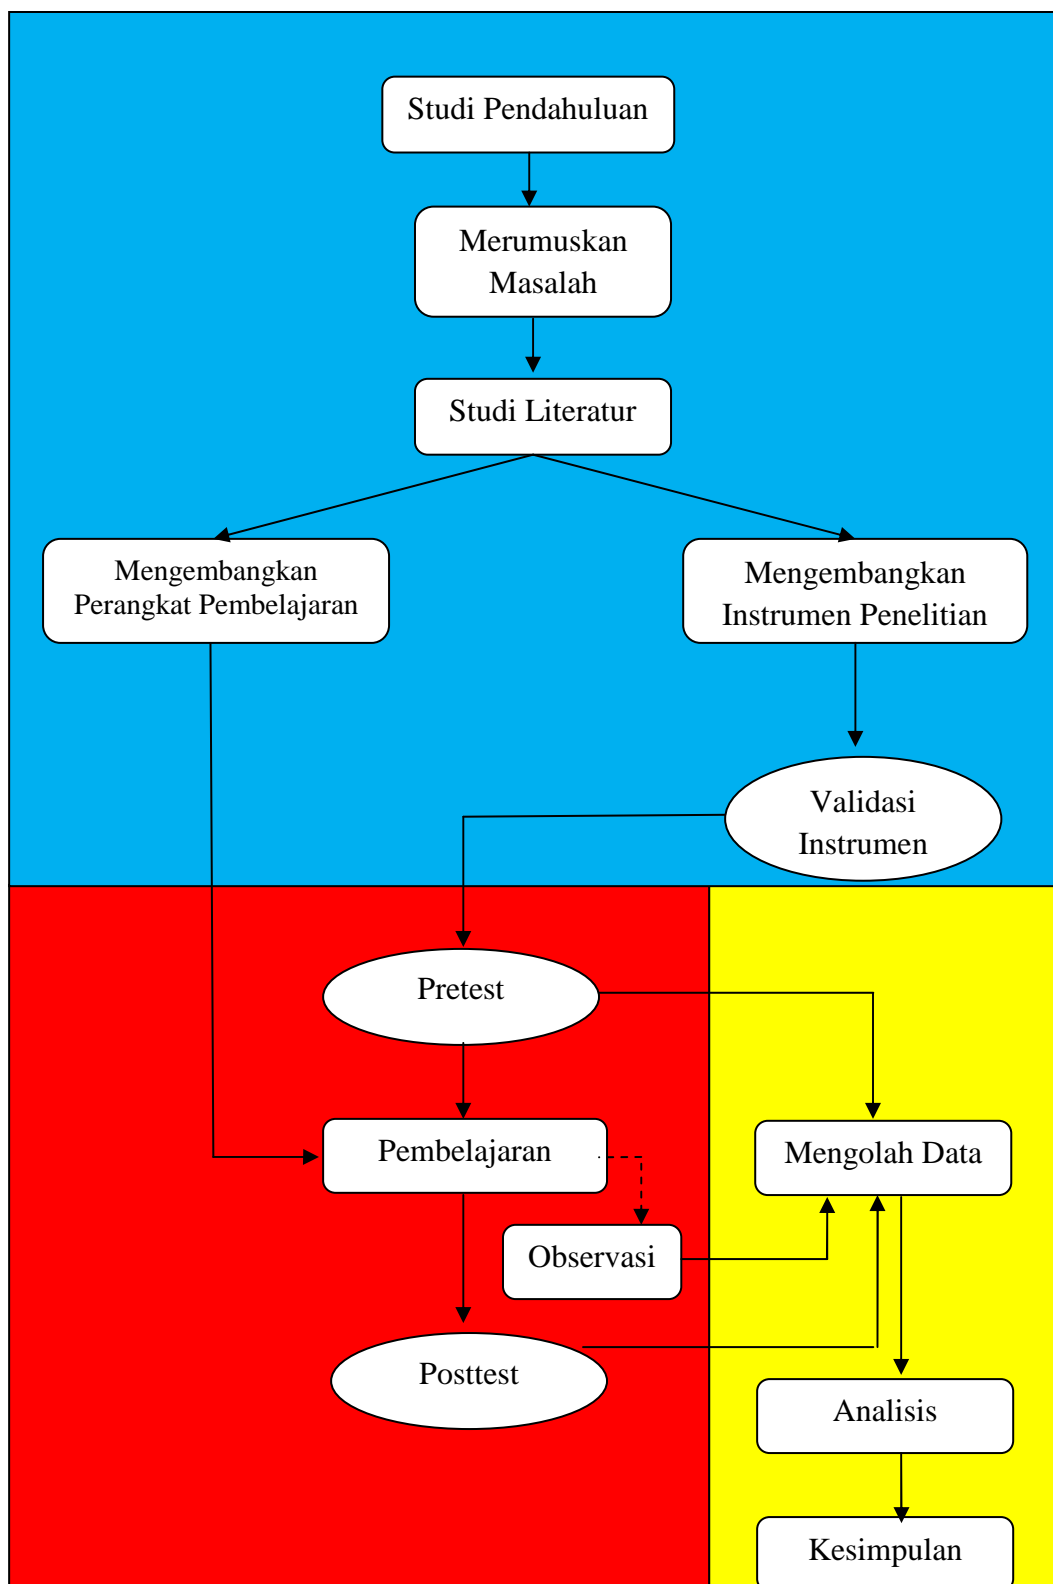 Studi Pendahuluan
Merumuskan
Masalah
Studi Literatur
Mengembangkan
Perangkat Pembelajaran
Mengembangkan
Instrumen Penelitian
Validasi
Instrumen
Pretest
Pembelajaran
Mengolah Data
Observasi
Posttest
Analisis
Kesimpulan